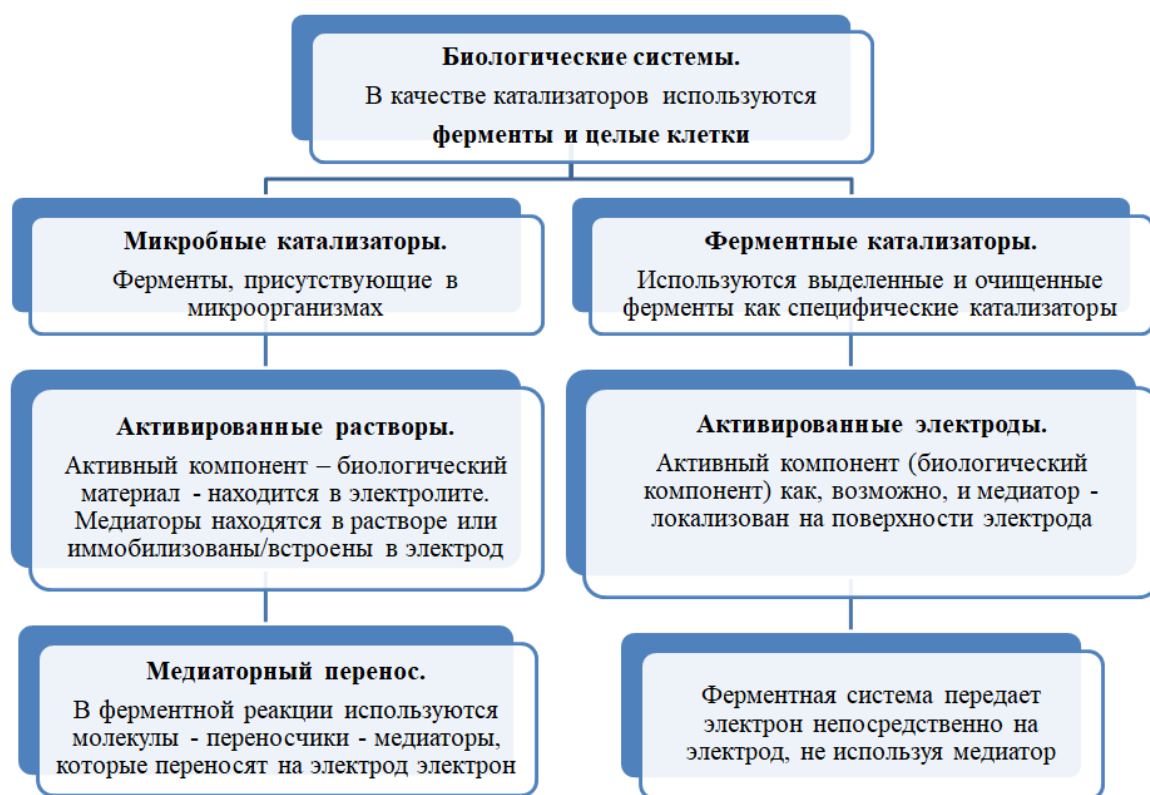 Биологические системы.
В качестве катализаторов используются
ферменты и целые клетки
Микробные катализаторы.
Ферменты, присутствующие в
микроорганизмах
Ферментные катализаторы.
Используются выделенные и очищенные
ферменты как специфические катализаторы
Активированные растворы.
Активный компонент – биологический
материал - находится в электролите.
Медиаторы находятся в растворе или
иммобилизованы/встроены в электрод
Активированные электроды.
Активный компонент (биологический
компонент) как, возможно, и медиатор -
локализован на поверхности электрода
Медиаторный перенос.
В ферментной реакции используются
молекулы - переносчики - медиаторы,
которые переносят на электрод электрон
Ферментная система передает
электрон непосредственно на
электрод, не используя медиатор